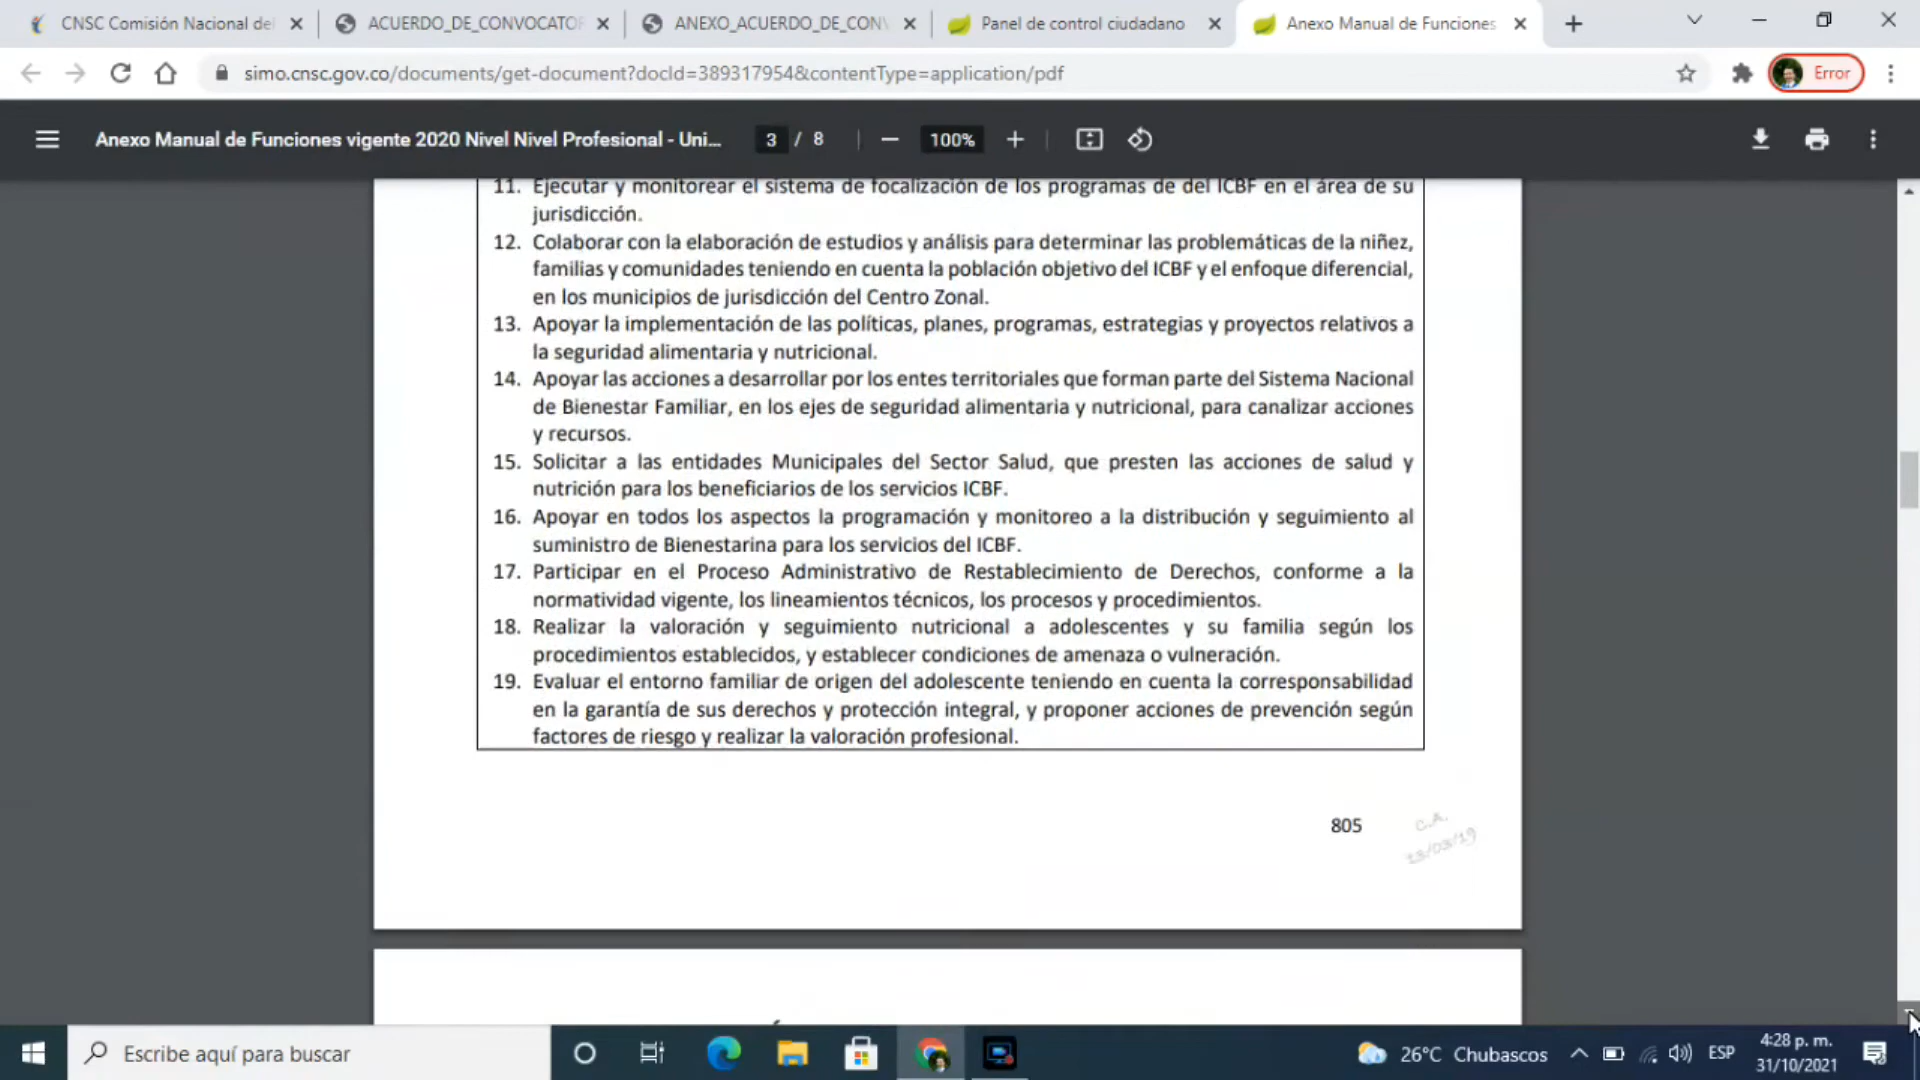 CNSC Comisión Nacional de
ACUERDO_DE_CONVOCATOR
ANEXO_ACUERDO_DE_CONV
Panel de control ciudadano
Anexo Manual de Funciones
simo.cnsc.gov.co/documents/get-document?docId=389317954&contentType=application/pdf
Error
Anexo Manual de Funciones vigente 2020 Nivel Nivel Profesional - Uni...
3 / 8
100%
11. Ejecutar y monitorear el sistema de focalización de los programas de del ICBF en el área de su
jurisdicción.
12. Colaborar con la elaboración de estudios y análisis para determinar las problemáticas de la niñez,
familias y comunidades teniendo en cuenta la población objetivo del ICBF y el enfoque diferencial,
en los municipios de jurisdicción del Centro Zonal.
13. Apoyar la implementación de las políticas, planes, programas, estrategias y proyectos relativos a
la seguridad alimentaria y nutricional.
14. Apoyar las acciones a desarrollar por los entes territoriales que forman parte del Sistema Nacional
de Bienestar Familiar, en los ejes de seguridad alimentaria y nutricional, para canalizar acciones
y recursos.
15. Solicitar a las entidades Municipales del Sector Salud, que presten las acciones de salud y
nutrición para los beneficiarios de los servicios ICBF.
16. Apoyar en todos los aspectos la programación y monitoreo a la distribución y seguimiento al
suministro de Bienestarina para los servicios del ICBF.
17. Participar en el Proceso Administrativo de Restablecimiento de Derechos, conforme a la
normatividad vigente, los lineamientos técnicos, los procesos y procedimientos.
18. Realizar la valoración y seguimiento nutricional a adolescentes y su familia según los
procedimientos establecidos, y establecer condiciones de amenaza o vulneración.
19. Evaluar el entorno familiar de origen del adolescente teniendo en cuenta la corresponsabilidad
en la garantía de sus derechos y protección integral, y proponer acciones de prevención según
factores de riesgo y realizar la valoración profesional.
805
C.A.
13/03/19
Escribe aquí para buscar
26°C Chubascos
ESP
4:28 p. m.
31/10/2021